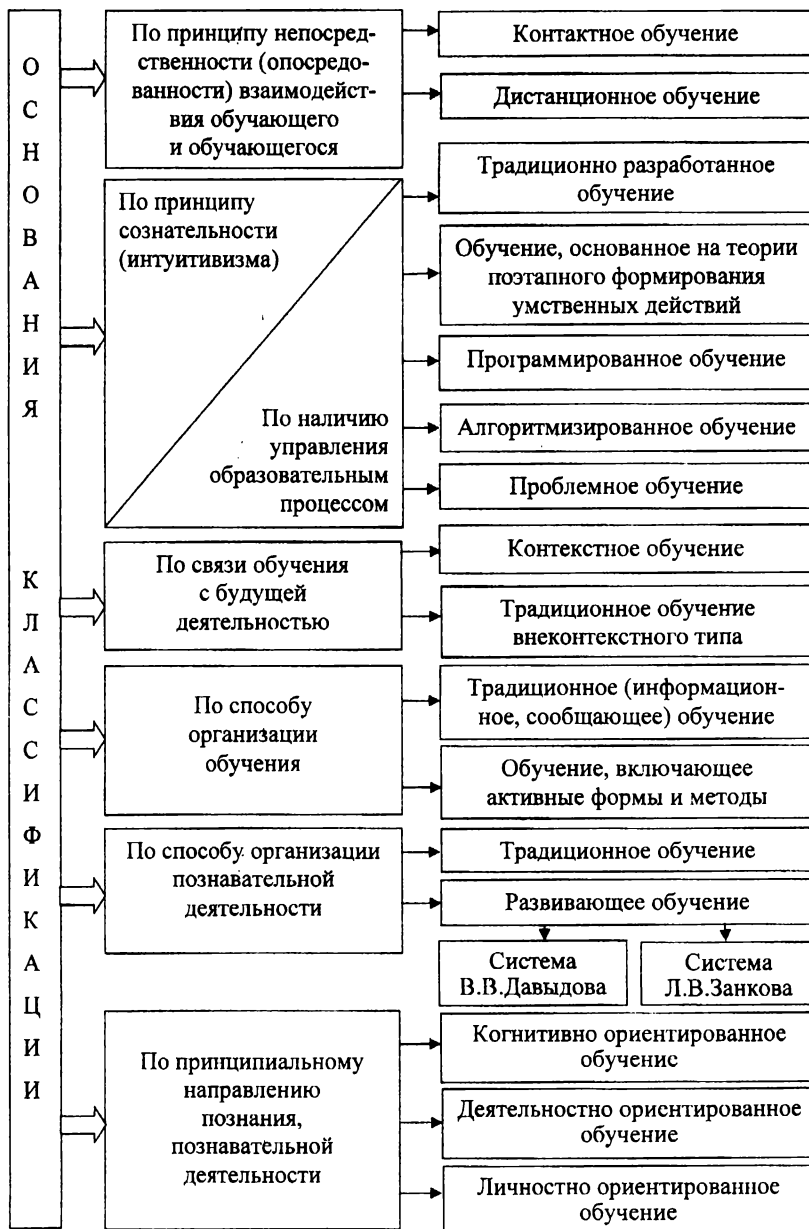 ОСНОВАНИЯ КЛАССИФИКАЦИИ
По принципу непосред-
ственности (опосредо-
ванности) взаимодейст-
вия обучающего
и обучающегося
Контактное обучение
Дистанционное обучение
По принципу
сознательности
(интуитивизма)
По наличию
управления
образовательным
процессом
Традиционно разработанное
обучение
Обучение, основанное на теории
поэтапного формирования
умственных действий
Программированное обучение
Алгоритмизированное обучение
Проблемное обучение
По связи обучения
с будущей
деятельностью
Контекстное обучение
Традиционное обучение
внеконтекстного типа
По способу
организации
обучения
Традиционное (информацион-
ное, сообщающее) обучение
Обучение, включающее
активные формы и методы
По способу организации
познавательной
деятельности
Традиционное обучение
Развивающее обучение
Система
В.В.Давыдова
Система
Л.В.Занкова
По принципиальному
направлению
познания,
познавательной
деятельности
Когнитивно ориентированное
обучение
Деятельностно ориентированное
обучение
Личностно ориентированное
обучение